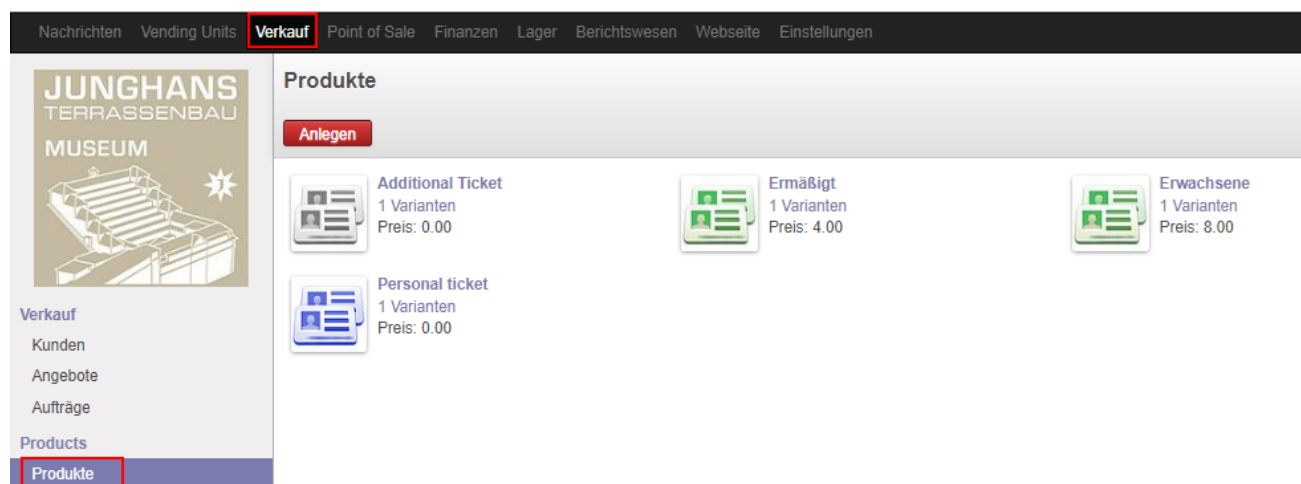 Nachrichten Vending Units Verkauf Point of Sale Finanzen Lager Berichtswesen Webseite Einstellungen
JUNGHANS
TERRASSENBAU
MUSEUM
J
Verkauf
Kunden
Angebote
Aufträge
Products
Produkte
Produkte
Anlegen
Additional Ticket
1 Varianten
Preis: 0.00
Ermäßigt
1 Varianten
Preis: 4.00
Erwachsene
1 Varianten
Preis: 8.00
Personal ticket
1 Varianten
Preis: 0.00